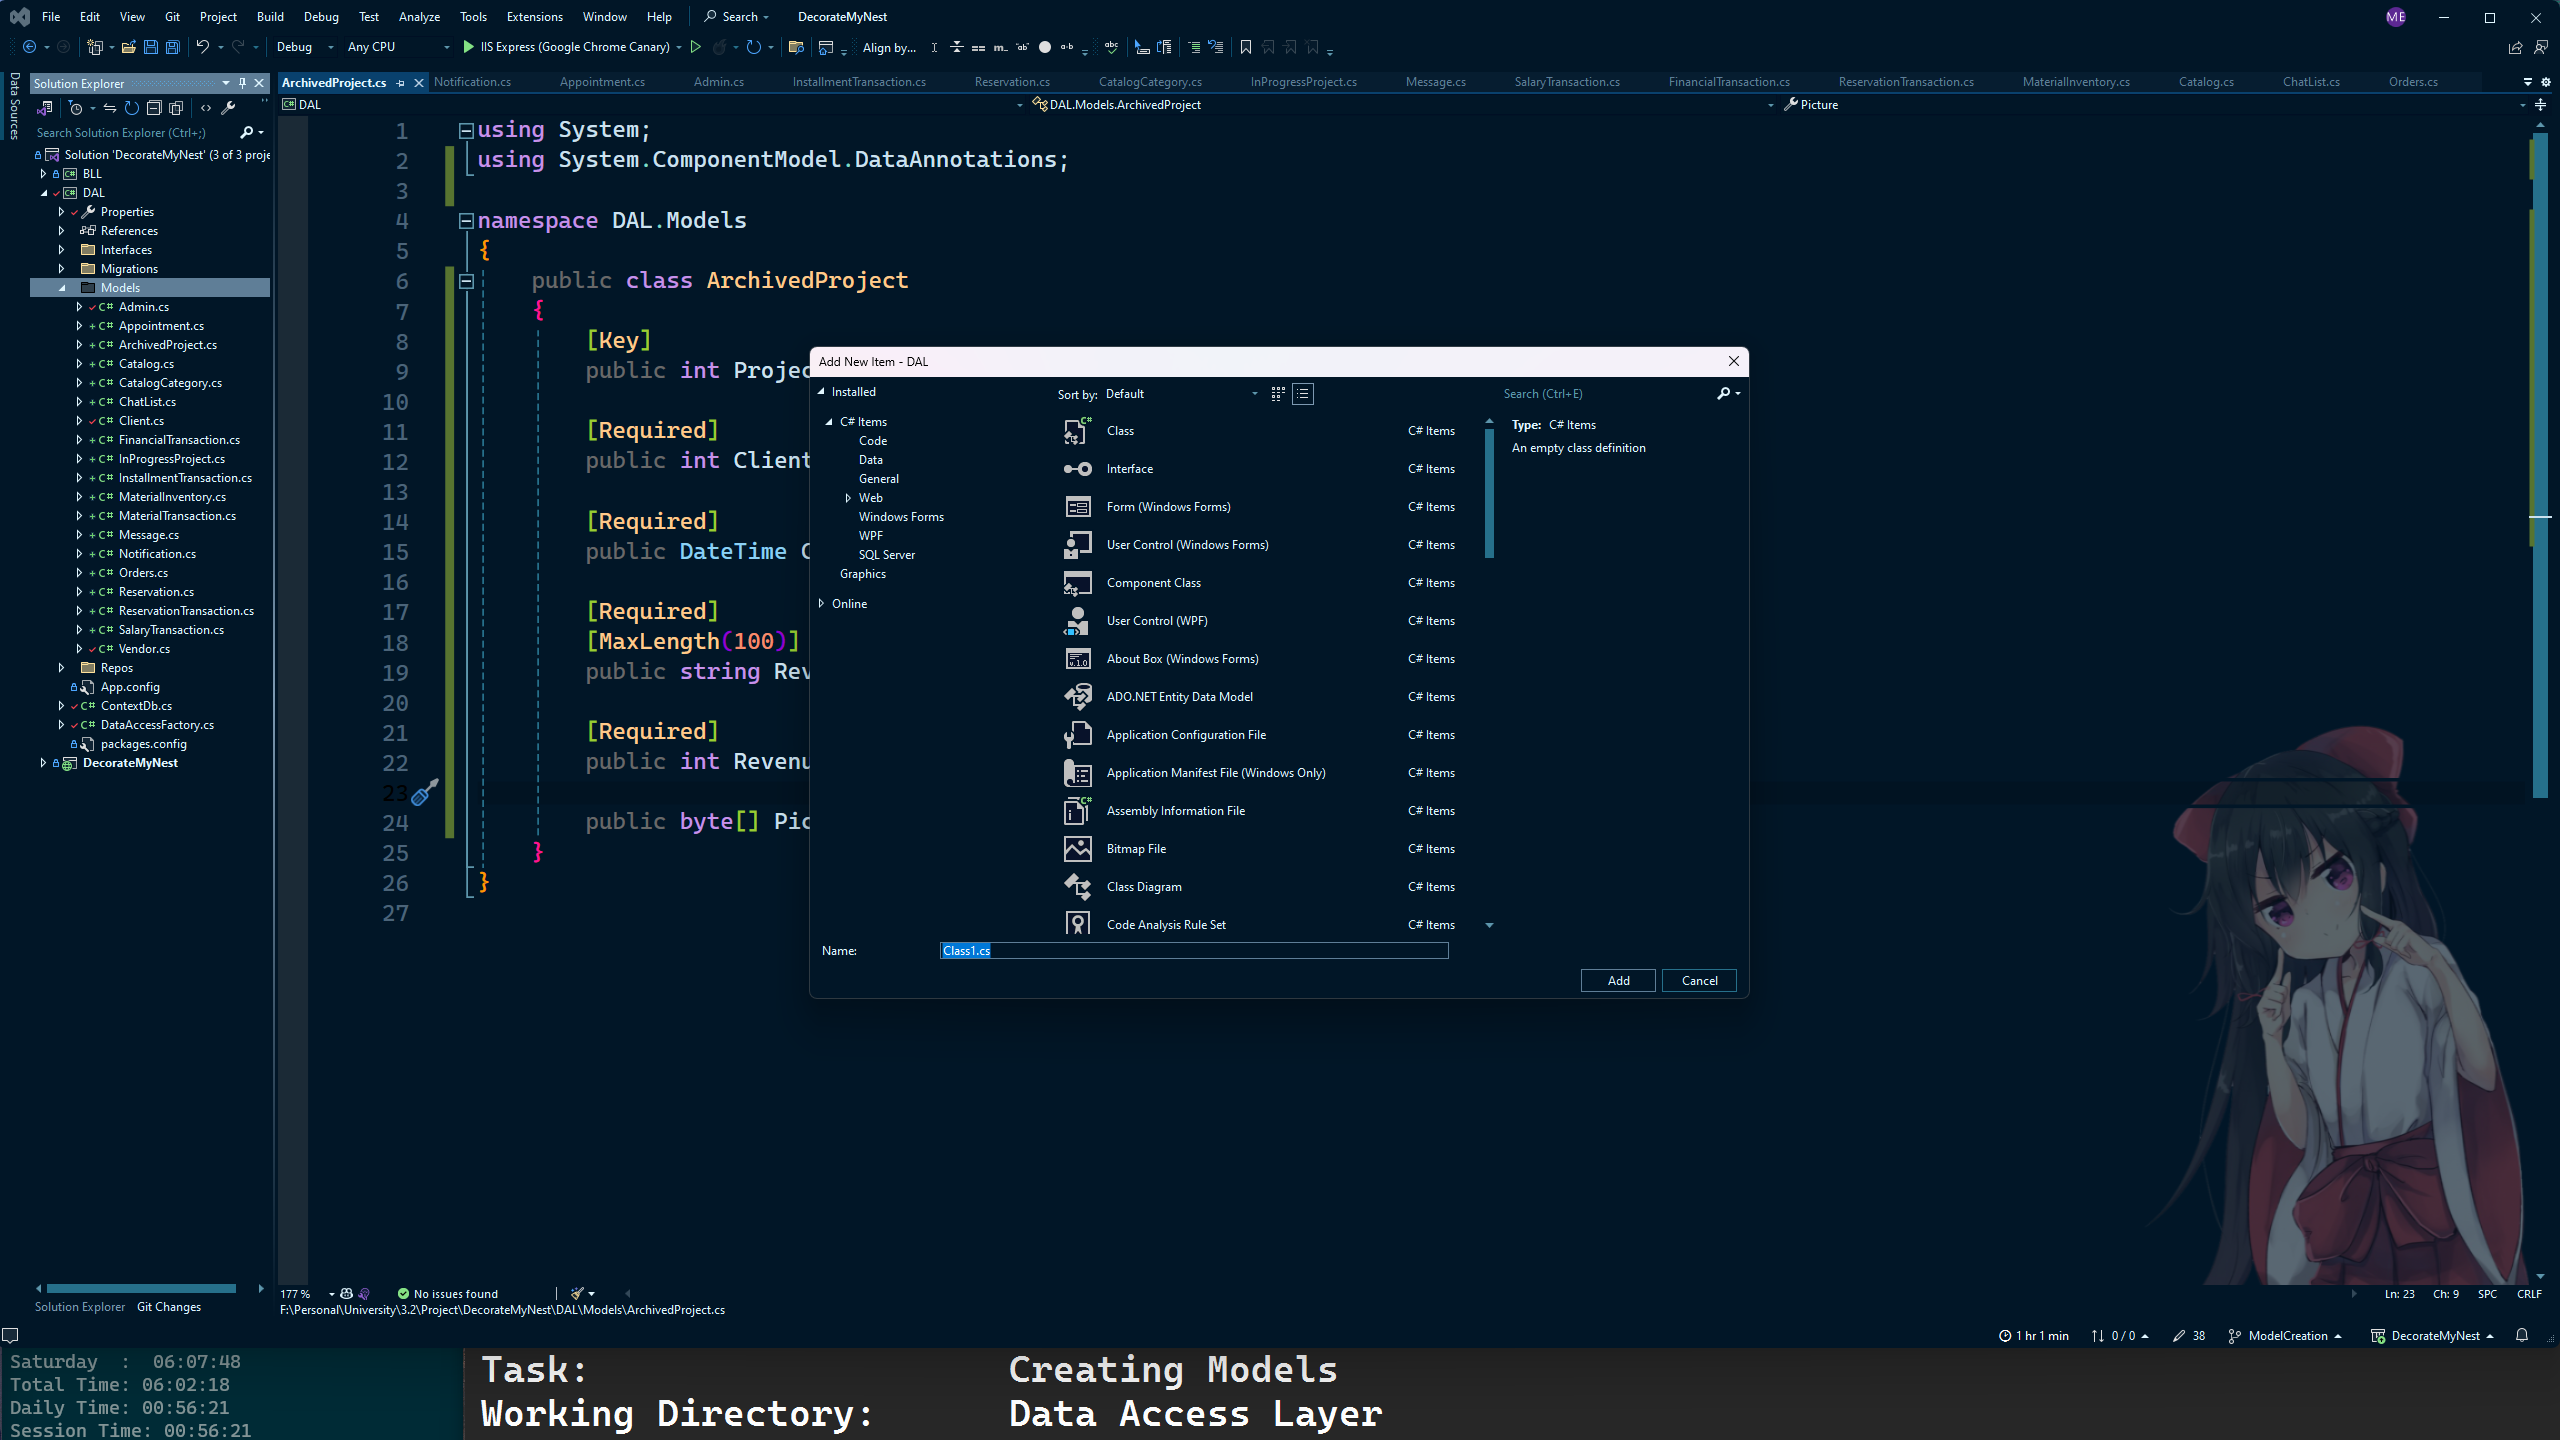 File Edit View Git Project Build Debug Test Analyze Tools Extensions Window Help Search DecorateMyNest ME
Debug Any CPU IIS Express (Google Chrome Canary) Align by...
Data Sources
Solution Explorer
Search Solution Explorer (Ctrl+;)
Solution 'DecorateMyNest' (3 of 3 proje
BLL
DAL
Properties
References
Interfaces
Migrations
Models
C# Admin.cs
C# Appointment.cs
C# ArchivedProject.cs
C# Catalog.cs
C# CatalogCategory.cs
C# ChatList.cs
C# Client.cs
C# FinancialTransaction.cs
C# InProgressProject.cs
C# InstallmentTransaction.cs
C# MaterialInventory.cs
C# MaterialTransaction.cs
C# Message.cs
C# Notification.cs
C# Orders.cs
C# Reservation.cs
C# ReservationTransaction.cs
C# SalaryTransaction.cs
C# Vendor.cs
Repos
App.config
C# ContextDb.cs
C# DataAccessFactory.cs
packages.config
DecorateMyNest
Solution Explorer Git Changes
ArchivedProject.cs Notification.cs Appointment.cs Admin.cs InstallmentTransaction.cs Reservation.cs CatalogCategory.cs InProgressProject.cs Message.cs SalaryTransaction.cs FinancialTransaction.cs ReservationTransaction.cs MaterialInventory.cs Catalog.cs ChatList.cs Orders.cs
DAL DAL.Models.ArchivedProject Picture
1 using System;
2 using System.ComponentModel.DataAnnotations;
3
4 namespace DAL.Models
5 {
6 public class ArchivedProject
7 {
8 [Key]
9 public int Projec
10
11 [Required]
12 public int Client
13
14 [Required]
15 public DateTime C
16
17 [Required]
18 [MaxLength(100)]
19 public string Rev
20
21 [Required]
22 public int Revenu
23
24 public byte[] Pic
25 }
26 }
27
Add New Item - DAL
Installed
C# Items
Code
Data
General
Web
Windows Forms
WPF
SQL Server
Graphics
Online
Sort by: Default
Class C# Items
Interface C# Items
Form (Windows Forms) C# Items
User Control (Windows Forms) C# Items
Component Class C# Items
User Control (WPF) C# Items
About Box (Windows Forms) C# Items
ADO.NET Entity Data Model C# Items
Application Configuration File C# Items
Application Manifest File (Windows Only) C# Items
Assembly Information File C# Items
Bitmap File C# Items
Class Diagram C# Items
Code Analysis Rule Set C# Items
Search (Ctrl+E)
Type: C# Items
An empty class definition
Name: Class1.cs
Add Cancel
177 % No issues found Ln: 23 Ch: 9 SPC CRLF
F:\Personal\University\3.2\Project\DecorateMyNest\DAL\Models\ArchivedProject.cs
1 hr 1 min 0 / 0 38 ModelCreation DecorateMyNest
Saturday : 06:07:48
Total Time: 06:02:18
Daily Time: 00:56:21
Session Time: 00:56:21
Task: Creating Models
Working Directory: Data Access Layer